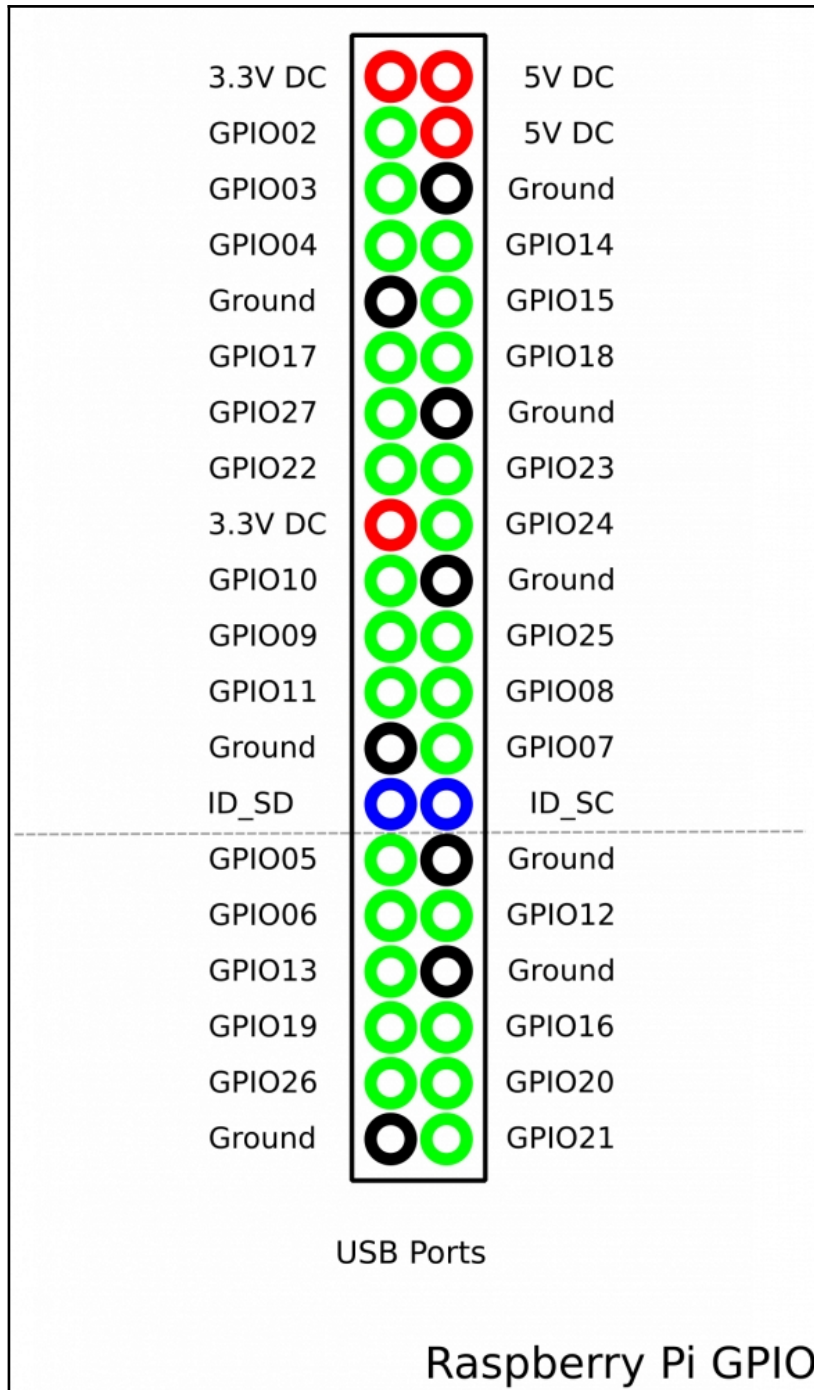 3.3V DC 5V DC
GPIO02 5V DC
GPIO03 Ground
GPIO04 GPIO14
Ground GPIO15
GPIO17 GPIO18
GPIO27 Ground
GPIO22 GPIO23
3.3V DC GPIO24
GPIO10 Ground
GPIO09 GPIO25
GPIO11 GPIO08
Ground GPIO07
ID_SD ID_SC
GPIO05 Ground
GPIO06 GPIO12
GPIO13 Ground
GPIO19 GPIO16
GPIO26 GPIO20
Ground GPIO21
USB Ports
Raspberry Pi GPIO